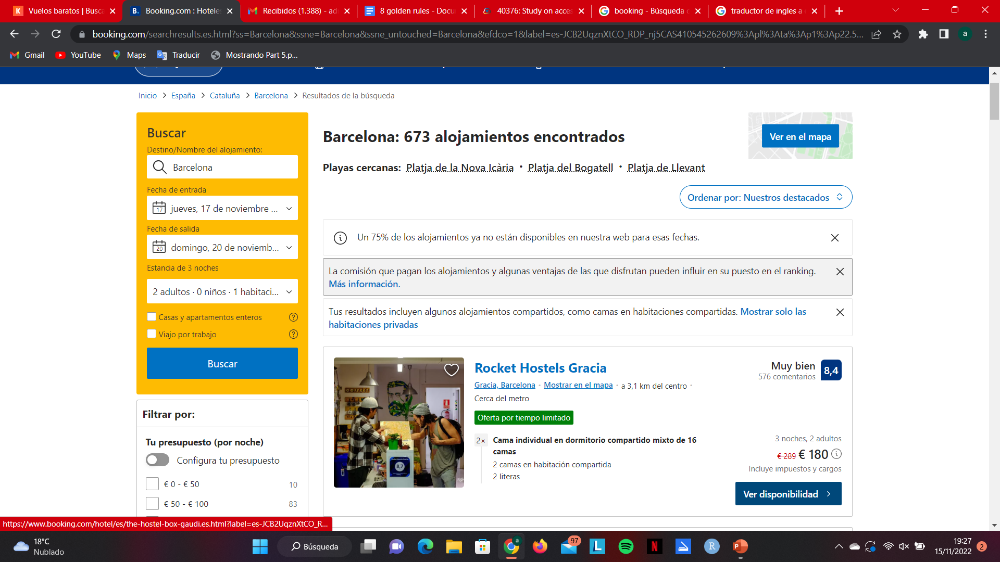 Vuelos baratos | Busca
Booking.com : Hoteles
Recibidos (1.388) - ad
8 golden rules - Docu
40376: Study on acces
booking - Búsqueda
traductor de ingles a
booking.com/searchresults.es.html?ss=Barcelona&ssne=Barcelona&ssne_untouched=Barcelona&efdco=1&label=es-JCB2UqznXtCO_RDP_nj5CAS410545262609%3Apl%3Ata%3Ap1%3Ap22.5...
a
Gmail
YouTube
Maps
Traducir
Mostrando Part 5.p...
Inicio > España > Cataluña > Barcelona > Resultados de la búsqueda
Buscar
Destino/Nombre del alojamiento:
Barcelona
Fecha de entrada
17
jueves, 17 de noviembre ...
Fecha de salida
20
domingo, 20 de noviemb...
Estancia de 3 noches
2 adultos · 0 niños · 1 habitaci...
Casas y apartamentos enteros
Viajo por trabajo
Buscar
Filtrar por:
Tu presupuesto (por noche)
Configura tu presupuesto
€ 0 - € 50 10
€ 50 - € 100 83
Barcelona: 673 alojamientos encontrados
Ver en el mapa
Playas cercanas: Platja de la Nova Icària · Platja del Bogatell · Platja de Llevant
Ordenar por: Nuestros destacados
Un 75% de los alojamientos ya no están disponibles en nuestra web para esas fechas.
La comisión que pagan los alojamientos y algunas ventajas de las que disfrutan pueden influir en su puesto en el ranking.
Más información.
Tus resultados incluyen algunos alojamientos compartidos, como camas en habitaciones compartidas. Mostrar solo las
habitaciones privadas
COFFEE
Rocket Hostels Gracia
8,7
Rocket Hostels Gracia
Gracia, Barcelona · Mostrar en el mapa · a 3,1 km del centro ·
Cerca del metro
Oferta por tiempo limitado
2× Cama individual en dormitorio compartido mixto de 16
camas
2 camas en habitación compartida
2 literas
Muy bien
576 comentarios
8,4
3 noches, 2 adultos
€ 289 € 180
Incluye impuestos y cargos
Ver disponibilidad
https://www.booking.com/hotel/es/the-hostel-box-gaudi.es.html?label=es-JCB2UqznXtCO_R...
18°C
Nublado
Búsqueda
a
97
L
N
R
P
19:27
15/11/2022
2